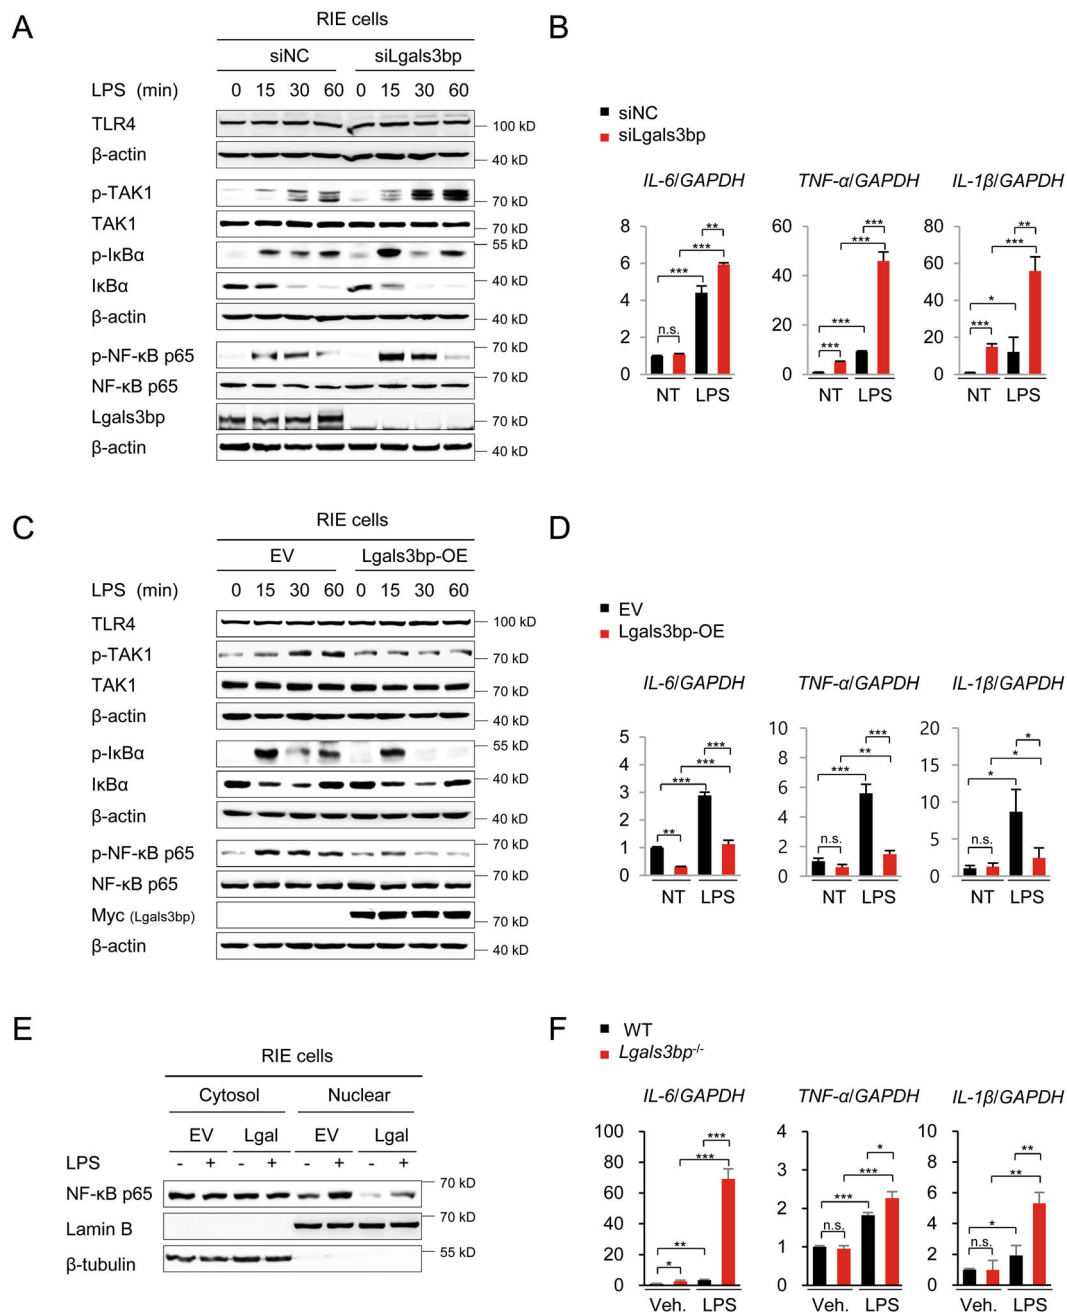 A
RIE cells
siNC siLgals3bp
LPS (min) 0 15 30 60 0 15 30 60
TLR4 100 kD
β-actin 40 kD
p-TAK1 70 kD
TAK1 70 kD
p-IκBα 55 kD
IκBα 40 kD
β-actin 40 kD
p-NF-κB p65 70 kD
NF-κB p65 70 kD
Lgals3bp 70 kD
β-actin 40 kD
B
siNC
siLgals3bp
IL-6/GAPDH TNF-α/GAPDH IL-1β/GAPDH
8 6 4 2 0
n.s. *** *** **
NT LPS
60 40 20 0
*** *** *** ***
NT LPS
80 60 40 20 0
*** * *** **
NT LPS
C
RIE cells
EV Lgals3bp-OE
LPS (min) 0 15 30 60 0 15 30 60
TLR4 100 kD
p-TAK1 70 kD
TAK1 70 kD
β-actin 40 kD
p-IκBα 55 kD
IκBα 40 kD
β-actin 40 kD
p-NF-κB p65 70 kD
NF-κB p65 70 kD
Myc (Lgals3bp) 70 kD
β-actin 40 kD
D
EV
Lgals3bp-OE
IL-6/GAPDH TNF-α/GAPDH IL-1β/GAPDH
5 4 3 2 1 0
** *** *** ***
NT LPS
10 8 6 4 2 0
n.s. *** ** ***
NT LPS
20 15 10 5 0
n.s. * * *
NT LPS
E
RIE cells
Cytosol Nuclear
EV Lgal EV Lgal
LPS - + - + - + - +
NF-κB p65 70 kD
Lamin B 70 kD
β-tubulin 55 kD
F
WT
Lgals3bp-/-
IL-6/GAPDH TNF-α/GAPDH IL-1β/GAPDH
100 80 60 40 20 0
* ** *** ***
Veh. LPS
4 3 2 1 0
n.s. *** *** *
Veh. LPS
10 8 6 4 2 0
n.s. * ** **
Veh. LPS